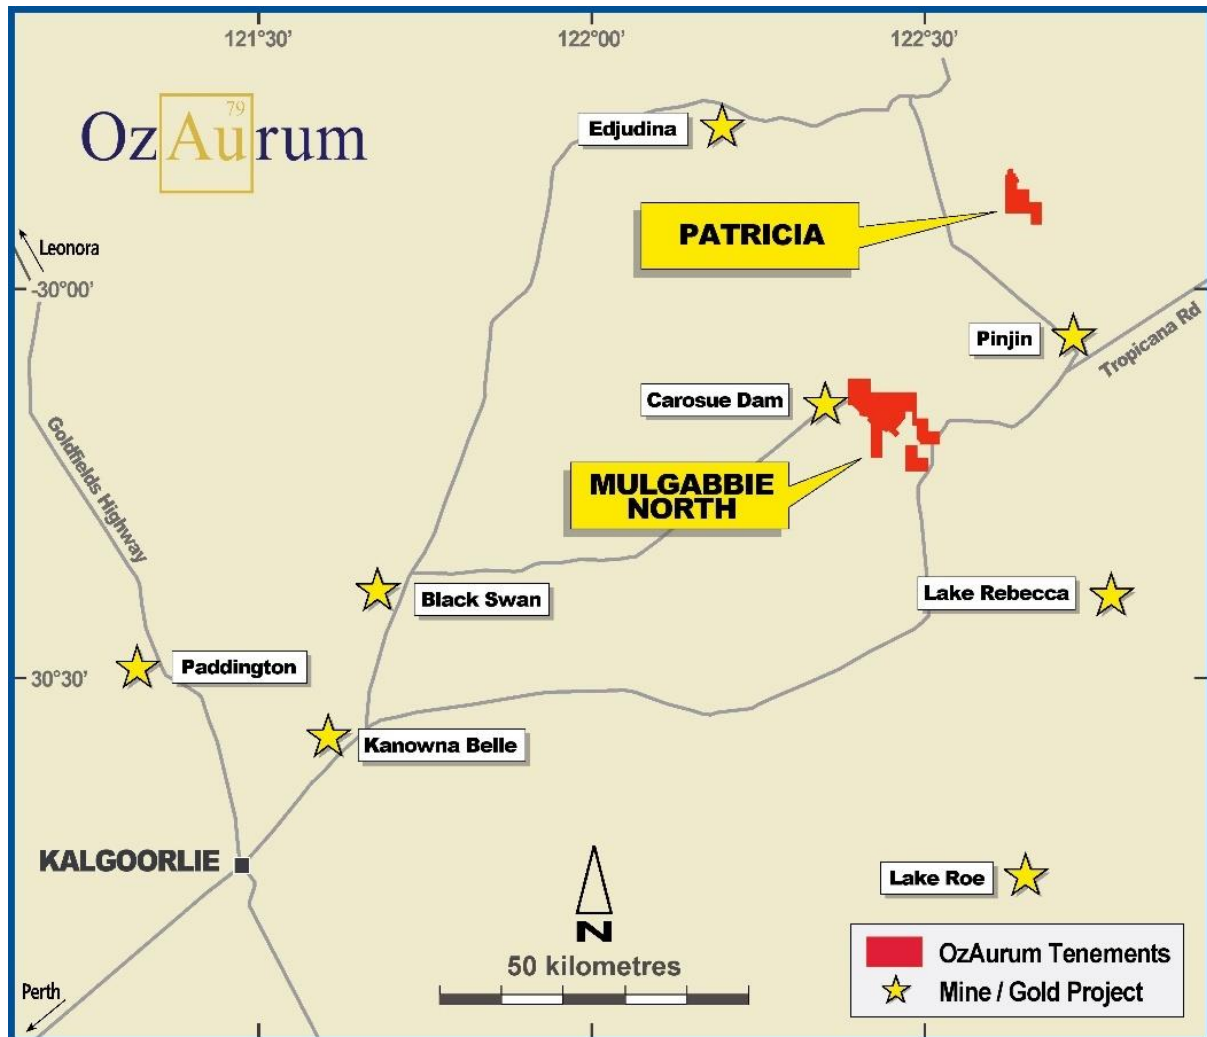 121°30'
122°00'
122°30'
79
OzAurum
Edjudina
PATRICIA
Leonora
-30°00'
Pinjin
Tropicana Rd
Carosue Dam
Goldfields Highway
MULGABBIE
NORTH
Black Swan
Lake Rebecca
Paddington
30°30'
Kanowna Belle
KALGOORLIE
Lake Roe
N
50 kilometres
OzAurum Tenements
Mine / Gold Project
Perth